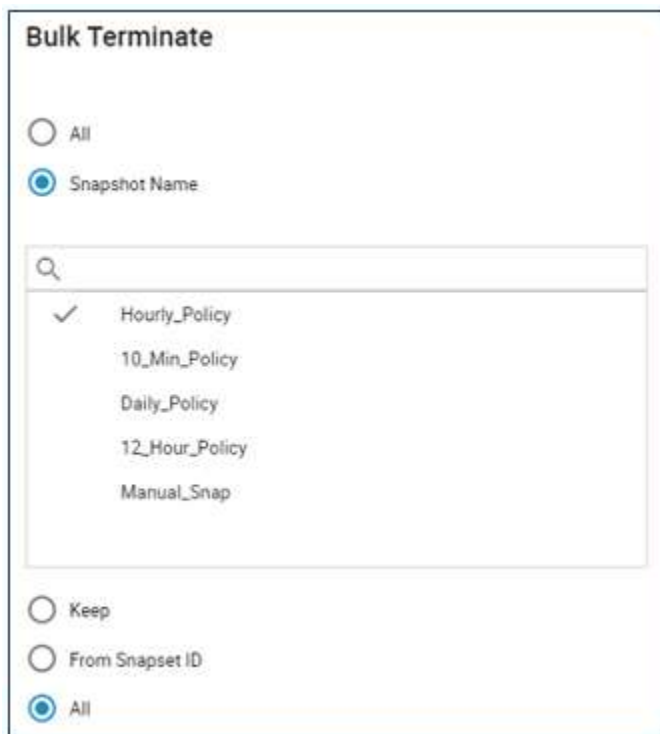 Bulk Terminate
All
Snapshot Name
Hourly_Policy
10_Min_Policy
Daily_Policy
12_Hour_Policy
Manual_Snap
Keep
From Snapset ID
All